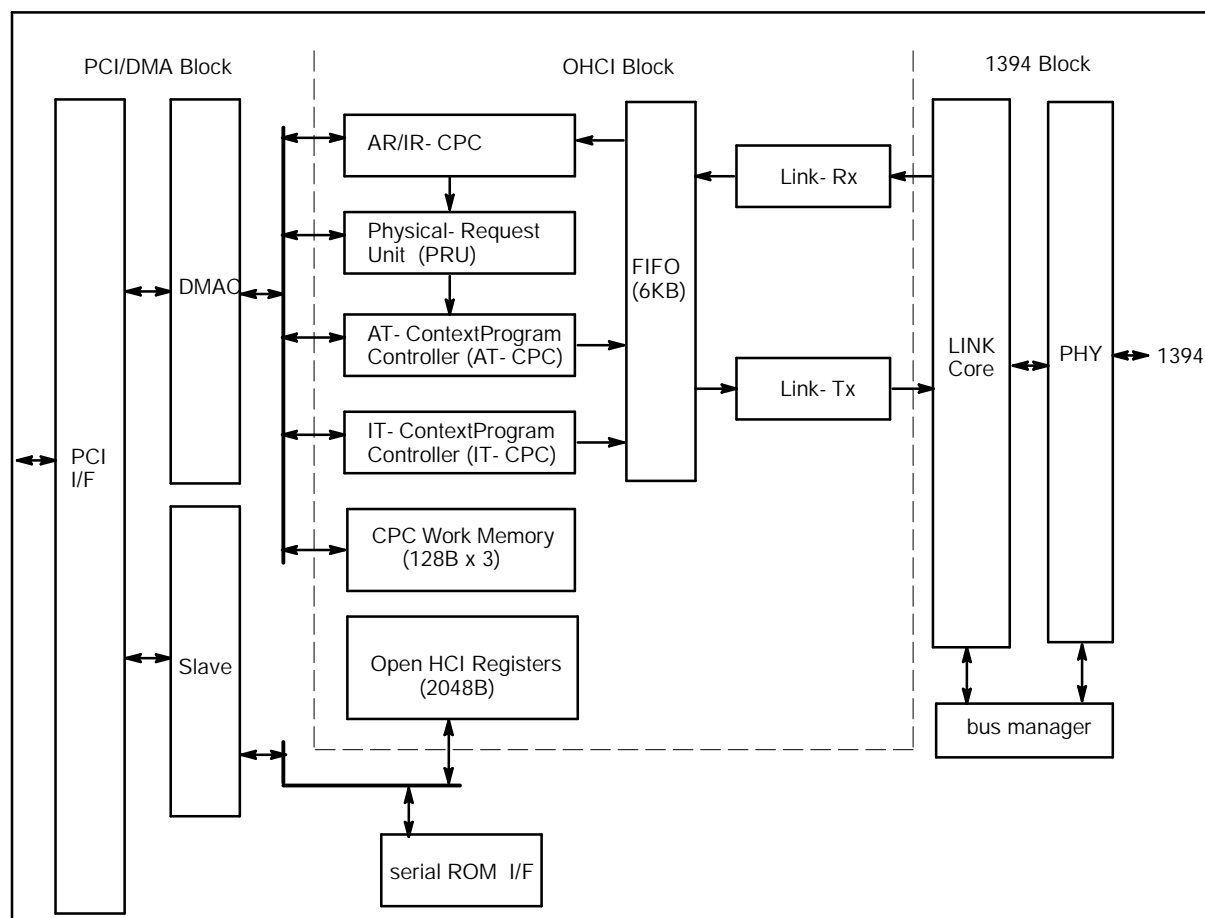 PCI/DMA Block
OHCI Block
1394 Block
AR/IR- CPC
Link- Rx
Physical- Request
Unit (PRU)
FIFO
(6KB)
DMAC
AT- ContextProgram
Controller (AT- CPC)
LINK
Core
PHY
1394
Link- Tx
IT- ContextProgram
Controller (IT- CPC)
PCI
I/F
CPC Work Memory
(128B x 3)
Slave
Open HCI Registers
(2048B)
bus manager
serial ROM I/F